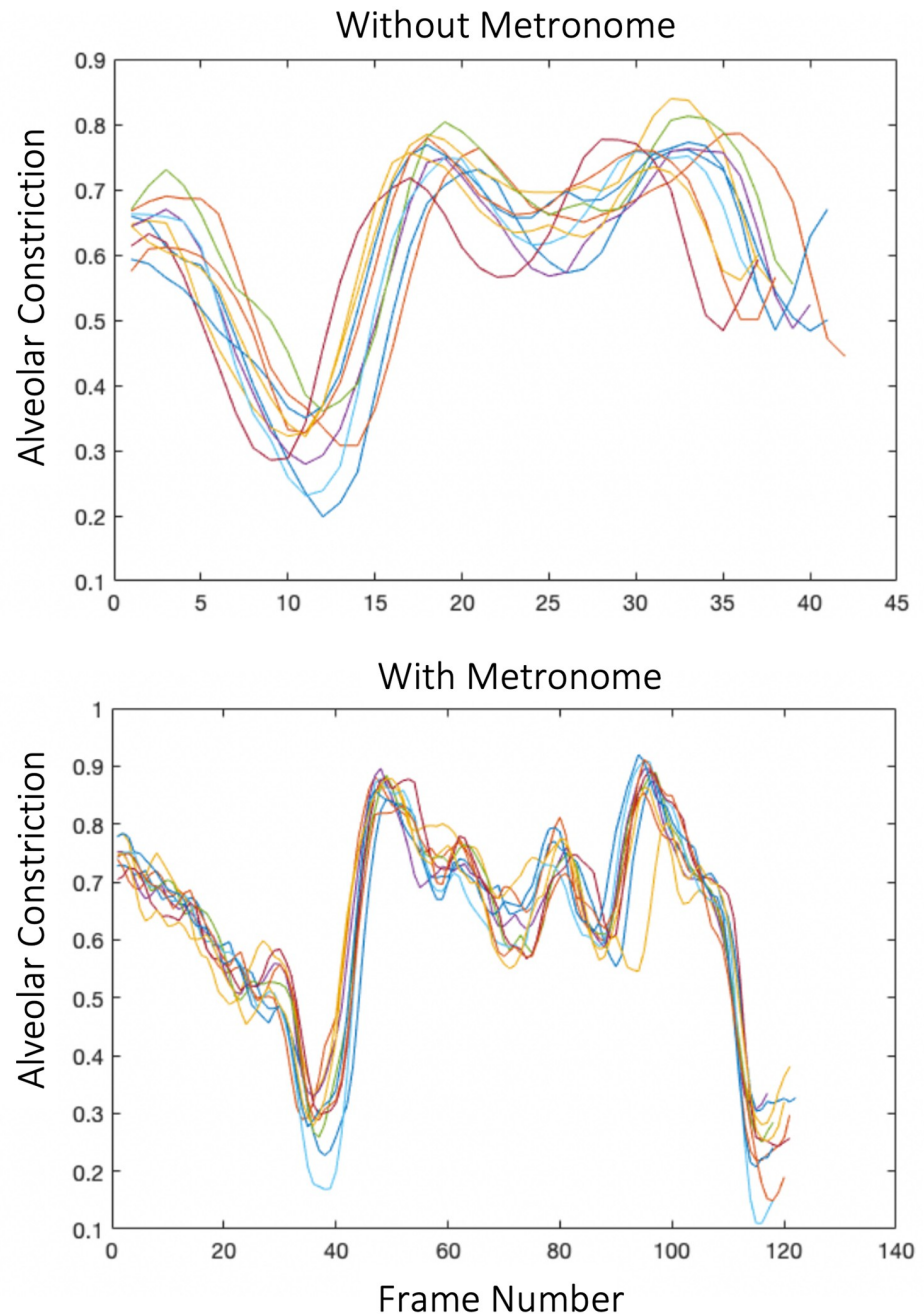 Without Metronome
Alveolar Constriction
0.9
0.8
0.7
0.6
0.5
0.4
0.3
0.2
0.1
0 5 10 15 20 25 30 35 40 45
With Metronome
Alveolar Constriction
1
0.9
0.8
0.7
0.6
0.5
0.4
0.3
0.2
0.1
0 20 40 60 80 100 120 140
Frame Number